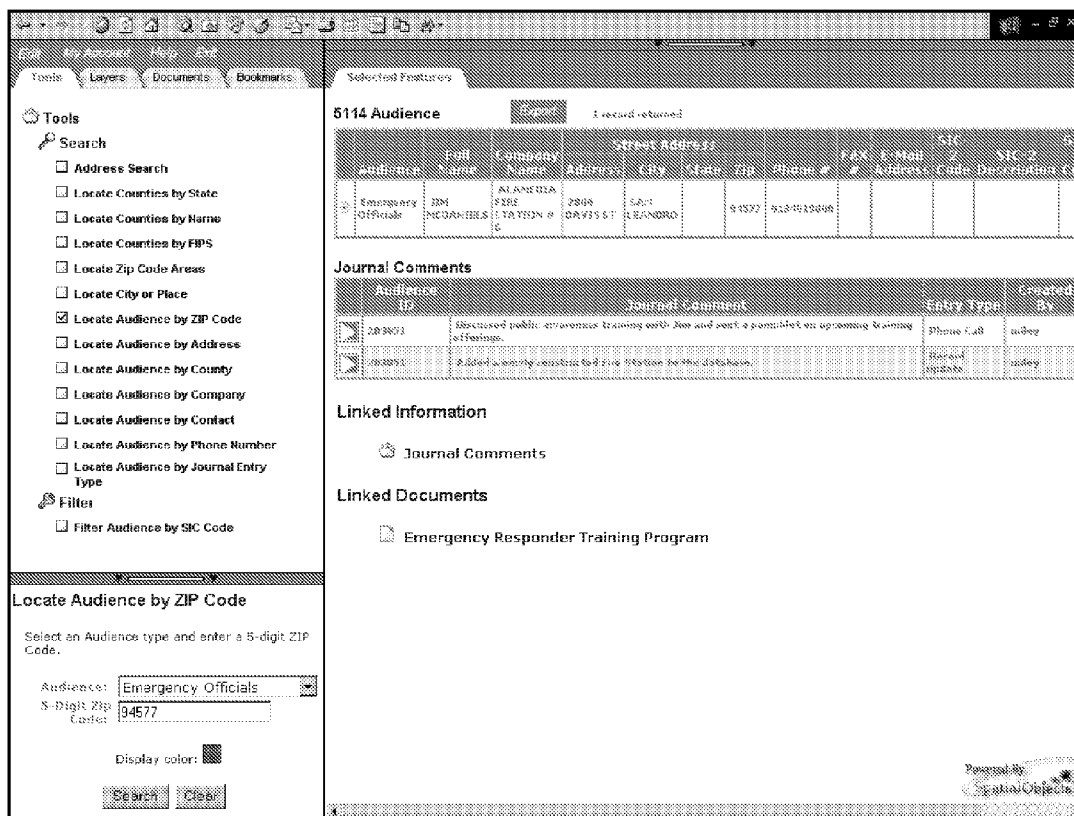 Edit My Account Help Exit
Tools Layers Documents Bookmarks
Tools
Search
Address Search
Locate Counties by State
Locate Counties by Name
Locate Counties by FIPS
Locate Zip Code Areas
Locate City or Place
Locate Audience by ZIP Code
Locate Audience by Address
Locate Audience by County
Locate Audience by Company
Locate Audience by Contact
Locate Audience by Phone Number
Locate Audience by Journal Entry
Type
Filter
Filter Audience by SIC Code
Locate Audience by ZIP Code
Select an Audience type and enter a 5-digit ZIP
Code.
Audience: Emergency Officials
5-Digit Zip
Code: 94577
Display color:
Search Clear
Selected Features
5114 Audience
1 record returned
Street Address
Full Company SIC
Audience Name Name Address City State Zip Phone # FAX # E-Mail Address 2 Code SIC 2 Description
Emergency Officials JIM MCDANIELS ALAMEDA FIRE STATION # 6 DAVIS ST SAN LEANDRO 94577
Journal Comments
Audience ID Journal Comment Entry Type Created By
Discussed public awareness training with Jim and sent a pamphlet on upcoming training offerings. Phone Call
Added a newly constructed Fire Station to the database. Record Update
Linked Information
Journal Comments
Linked Documents
Emergency Responder Training Program
Powered By
SpatialObjects